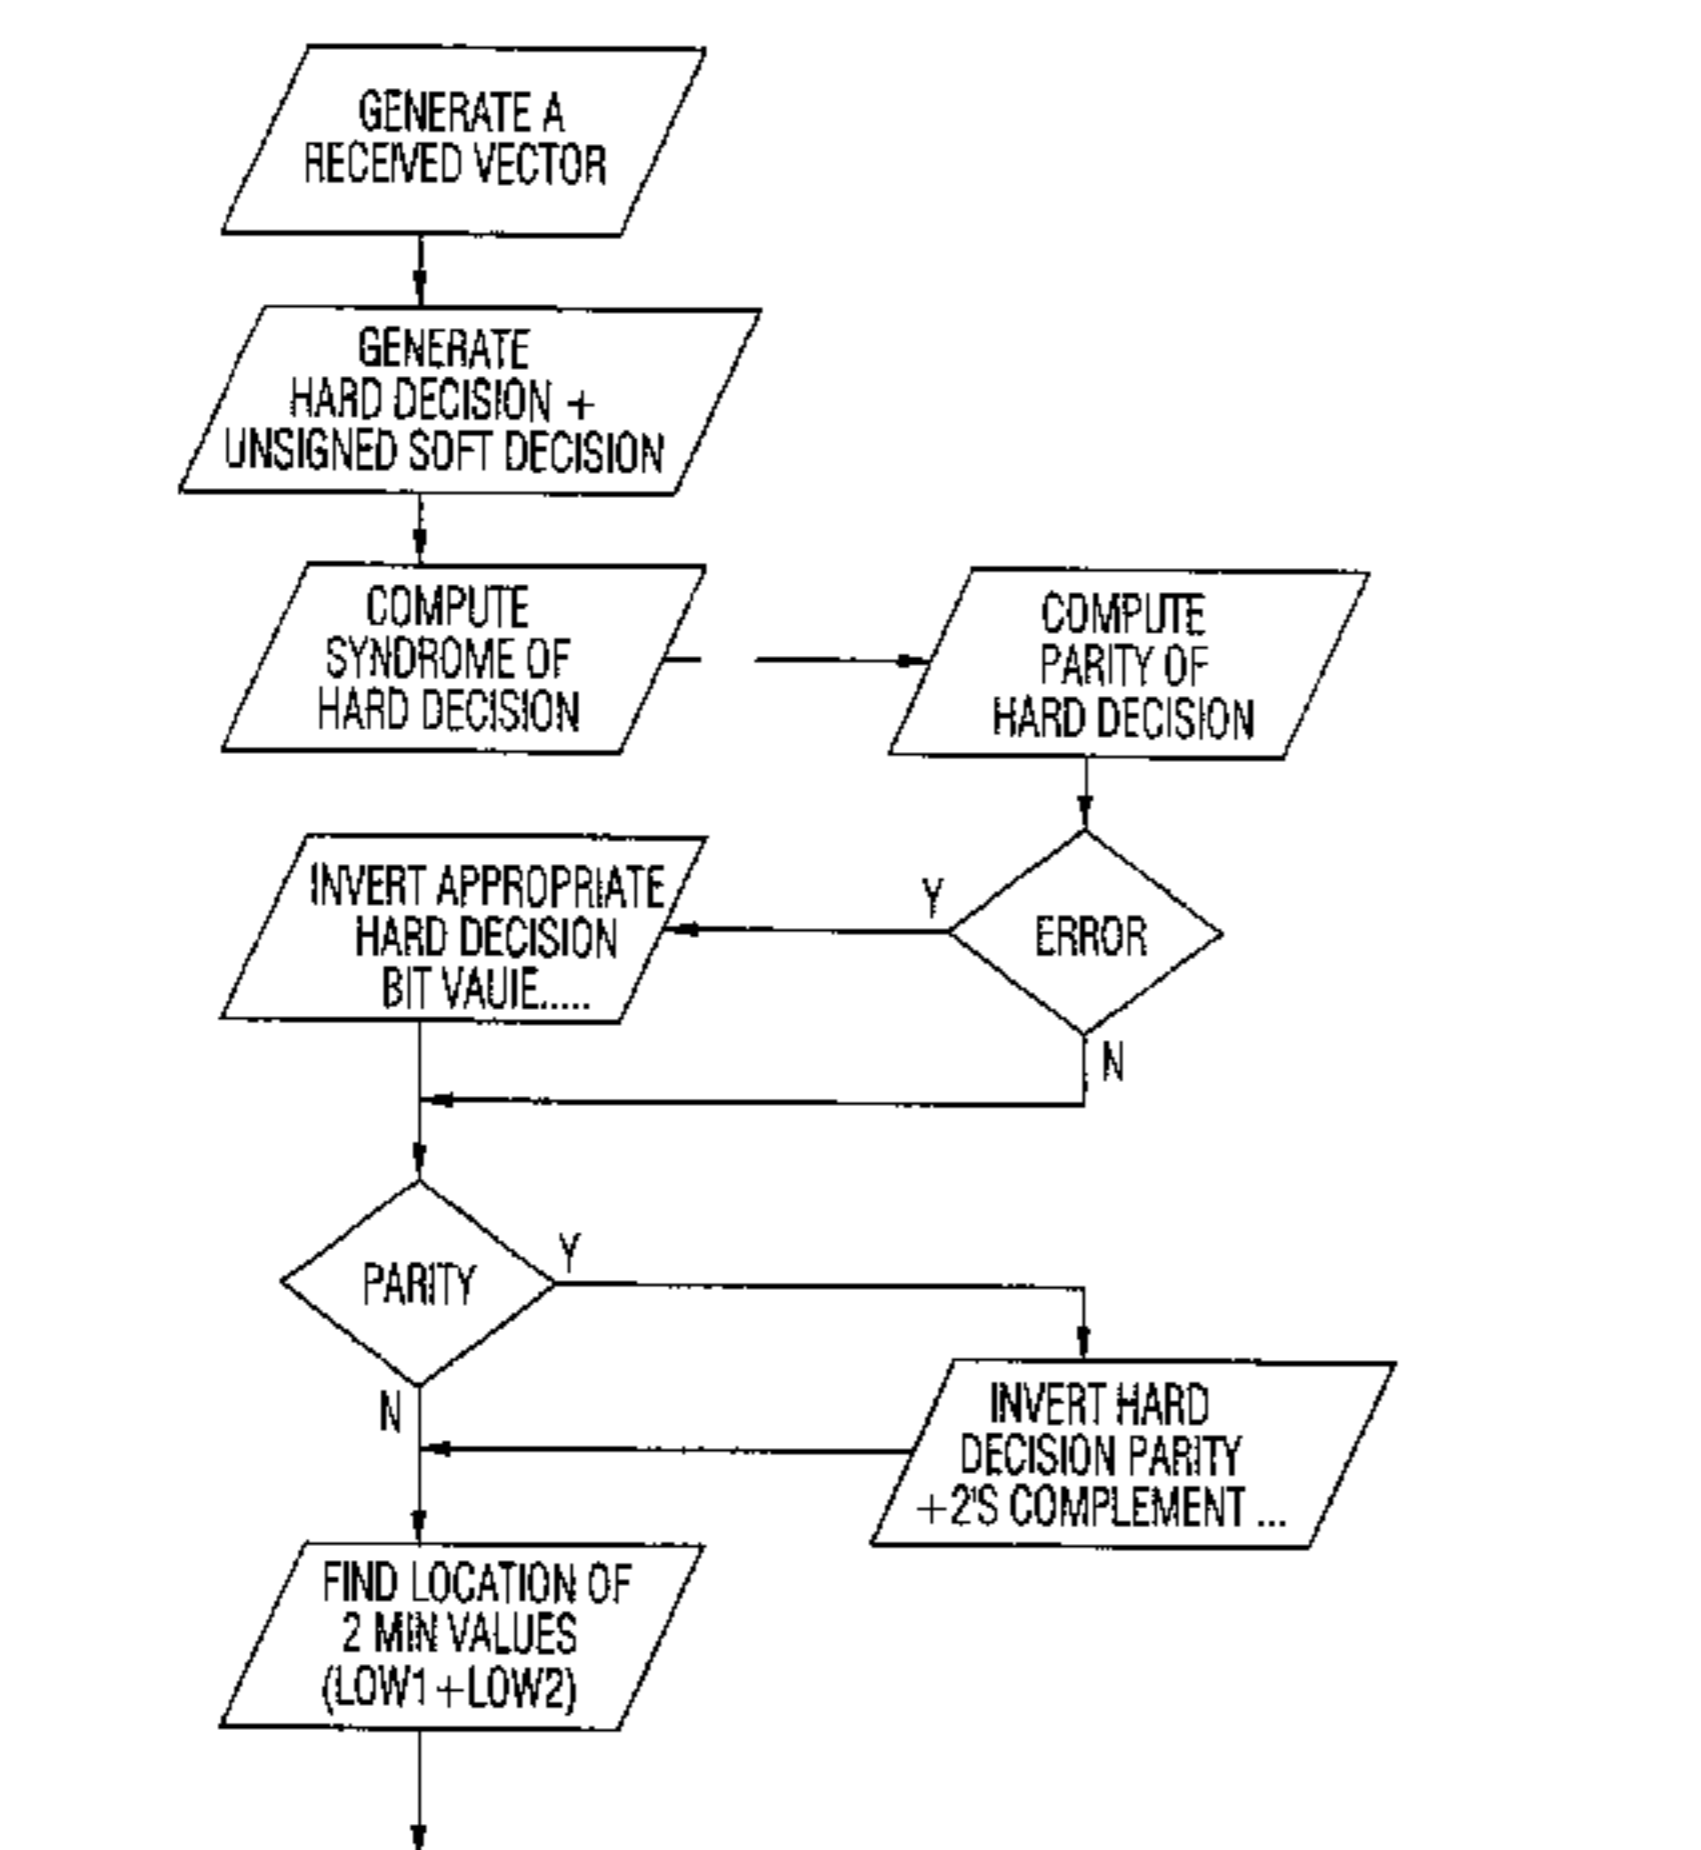 GENERATE A
RECEIVED VECTOR
GENERATE
HARD DECISION +
UNSIGNED SOFT DECISION
COMPUTE
SYNDROME OF
HARD DECISION
COMPUTE
PARITY OF
HARD DECISION
INVERT APPROPRIATE
HARD DECISION
BIT VAUIE.....
Y
ERROR
N
PARITY
Y
N
INVERT HARD
DECISION PARITY
+2'S COMPLEMENT ...
FIND LOCATION OF
2 MIN VALUES
(LOW1+LOW2)